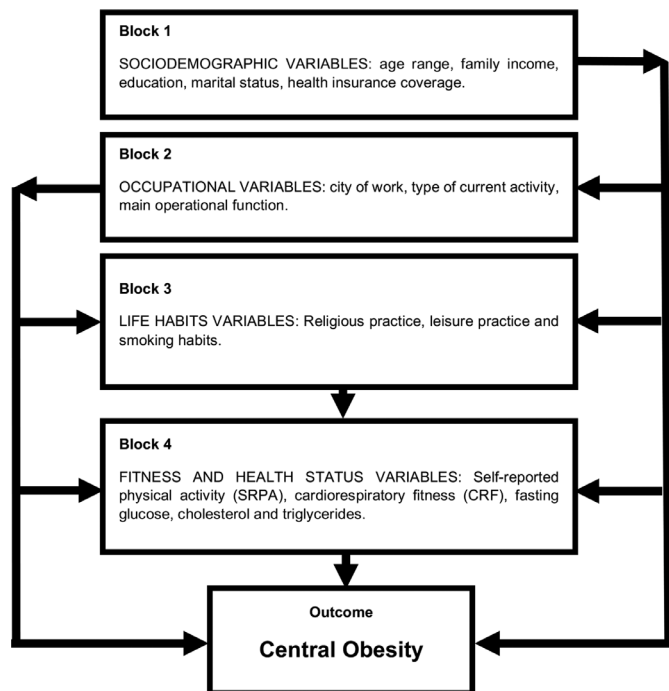 Block 1
SOCIODEMOGRAPHIC VARIABLES: age range, family income,
education, marital status, health insurance coverage.
Block 2
OCCUPATIONAL VARIABLES: city of work, type of current activity,
main operational function.
Block 3
LIFE HABITS VARIABLES: Religious practice, leisure practice and
smoking habits.
Block 4
FITNESS AND HEALTH STATUS VARIABLES: Self-reported
physical activity (SRPA), cardiorespiratory fitness (CRF), fasting
glucose, cholesterol and triglycerides.
Outcome
Central Obesity